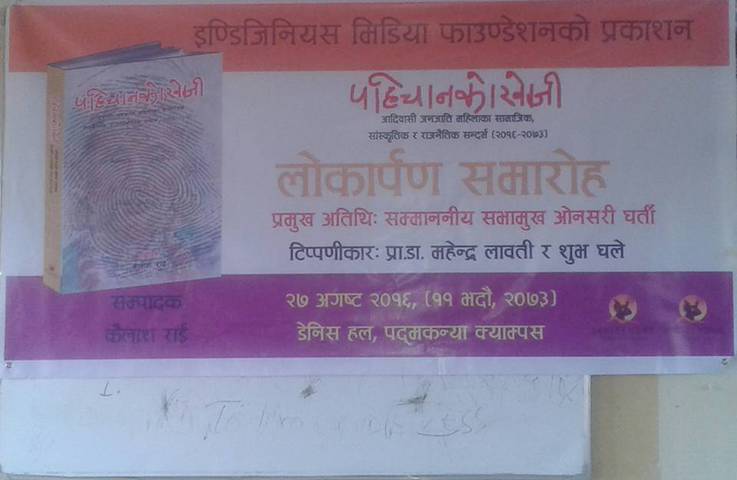 इण्डिजिनियस मिडिया फाउण्डेशनको प्रकाशन
पहिचानको खोजी
पहिचानको खोजी
आदिवासी जनजाति महिलाका सामाजिक,
सांस्कृतिक र राजनैतिक सन्दर्भ (२०१६-२०७३)
लोकार्पण समारोह
प्रमुख अतिथिः सम्माननीय सभामुख ओनसरी घर्ती
टिप्पणीकारः प्रा.डा. महेन्द्र लावती र शुभ घले
सम्पादक
कैलाश राई
२७ अगष्ट २०१६, (११ भदौ, २०७३)
डेनिस हल, पद्मकन्या क्याम्पस